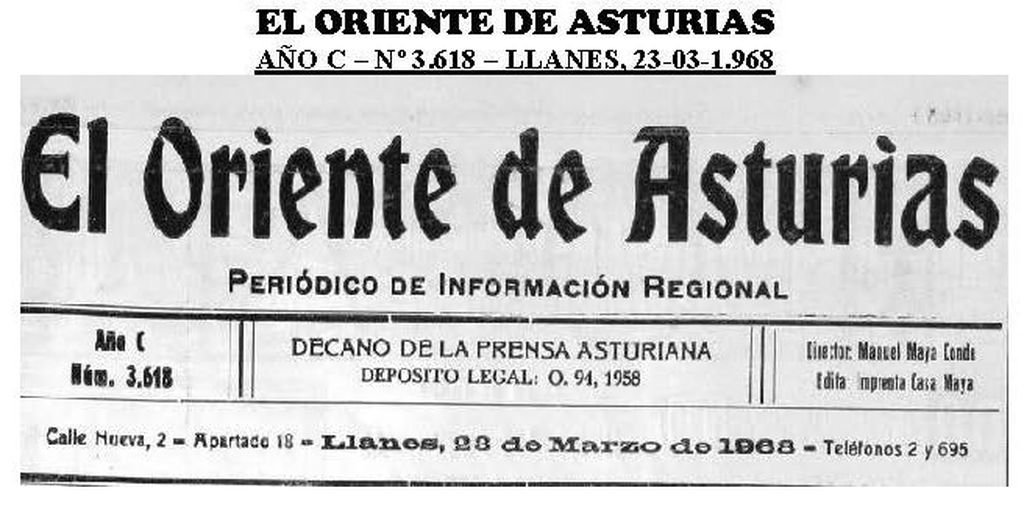 EL ORIENTE DE ASTURIAS
AÑO C – Nº 3.618 – LLANES, 23-03-1.968
El Oriente de Asturias
PERIÓDICO DE INFORMACIÓN REGIONAL
Año C
Núm. 3.618
DECANO DE LA PRENSA ASTURIANA
DEPOSITO LEGAL: O. 94, 1958
Director: Manuel Maya Conde
Edita: Imprenta Casa Maya
Calle Nueva, 2 – Apartado 18 – Llanes, 23 de Marzo de 1968 – Teléfonos 2 y 695